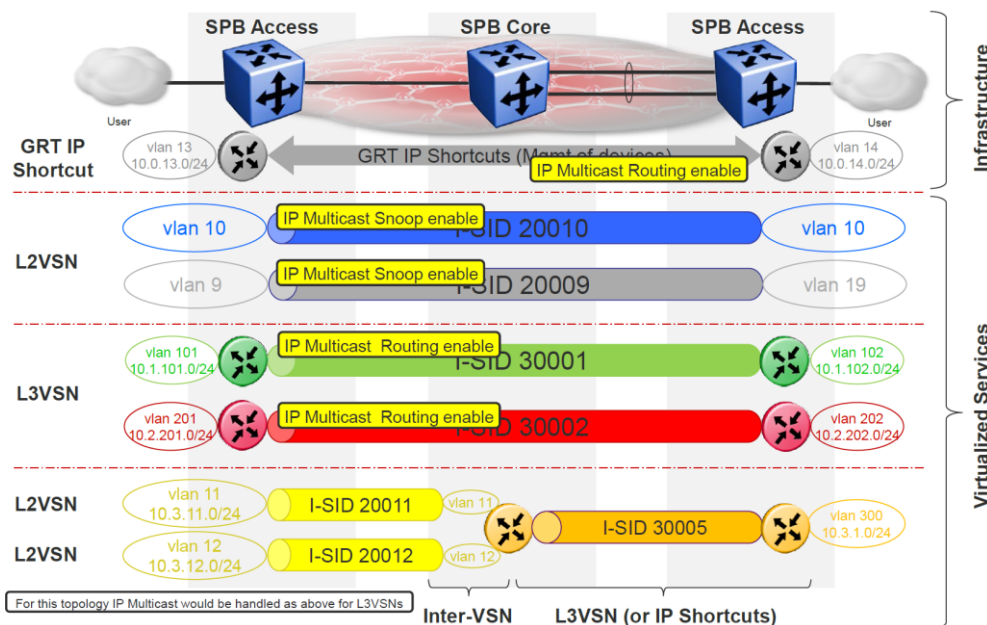 SPB Access
SPB Core
SPB Access
User
User
Infrastructure
GRT IP
Shortcut
vlan 13
10.0.13.0/24
GRT IP Shortcuts (Mgmt of devices)
IP Multicast Routing enable
vlan 14
10.0.14.0/24
L2VSN
vlan 10
IP Multicast Snoop enable
I-SID 20010
vlan 10
vlan 9
IP Multicast Snoop enable
I-SID 20009
vlan 19
L3VSN
vlan 101
10.1.101.0/24
IP Multicast Routing enable
I-SID 30001
vlan 102
10.1.102.0/24
vlan 201
10.2.201.0/24
IP Multicast Routing enable
I-SID 30002
vlan 202
10.2.202.0/24
Virtualized Services
L2VSN
vlan 11
10.3.11.0/24
I-SID 20011
vlan 11
I-SID 30005
vlan 300
10.3.1.0/24
L2VSN
vlan 12
10.3.12.0/24
I-SID 20012
vlan 12
For this topology IP Multicast would be handled as above for L3VSNs
Inter-VSN
L3VSN (or IP Shortcuts)